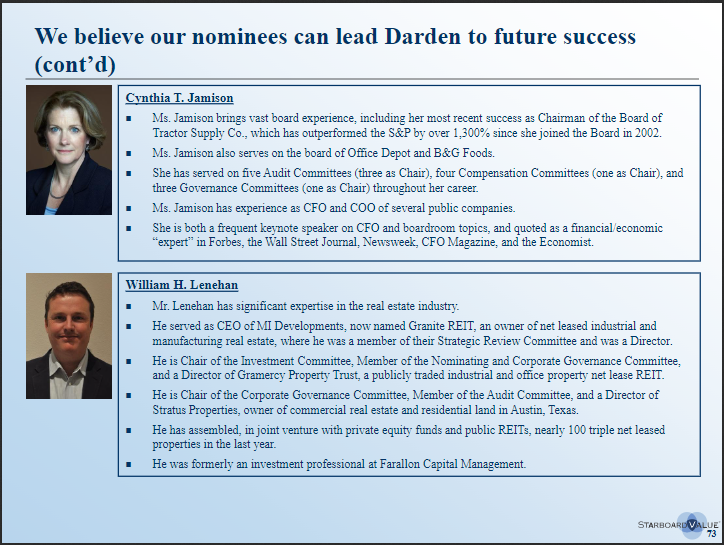 We believe our nominees can lead Darden to future success
(cont’d)
Cynthia T. Jamison
▪ Ms. Jamison brings vast board experience, including her most recent success as Chairman of the Board of
Tractor Supply Co., which has outperformed the S&P by over 1,300% since she joined the Board in 2002.
▪ Ms. Jamison also serves on the board of Office Depot and B&G Foods.
▪ She has served on five Audit Committees (three as Chair), four Compensation Committees (one as Chair), and
three Governance Committees (one as Chair) throughout her career.
▪ Ms. Jamison has experience as CFO and COO of several public companies.
▪ She is both a frequent keynote speaker on CFO and boardroom topics, and quoted as a financial/economic
“expert” in Forbes, the Wall Street Journal, Newsweek, CFO Magazine, and the Economist.
William H. Lenehan
▪ Mr. Lenehan has significant expertise in the real estate industry.
▪ He served as CEO of MI Developments, now named Granite REIT, an owner of net leased industrial and
manufacturing real estate, where he was a member of their Strategic Review Committee and was a Director.
▪ He is Chair of the Investment Committee, Member of the Nominating and Corporate Governance Committee,
and a Director of Gramercy Property Trust, a publicly traded industrial and office property net lease REIT.
▪ He is Chair of the Corporate Governance Committee, Member of the Audit Committee, and a Director of
Stratus Properties, owner of commercial real estate and residential land in Austin, Texas.
▪ He has assembled, in joint venture with private equity funds and public REITs, nearly 100 triple net leased
properties in the last year.
▪ He was formerly an investment professional at Farallon Capital Management.
STARBOARD VALUE
73